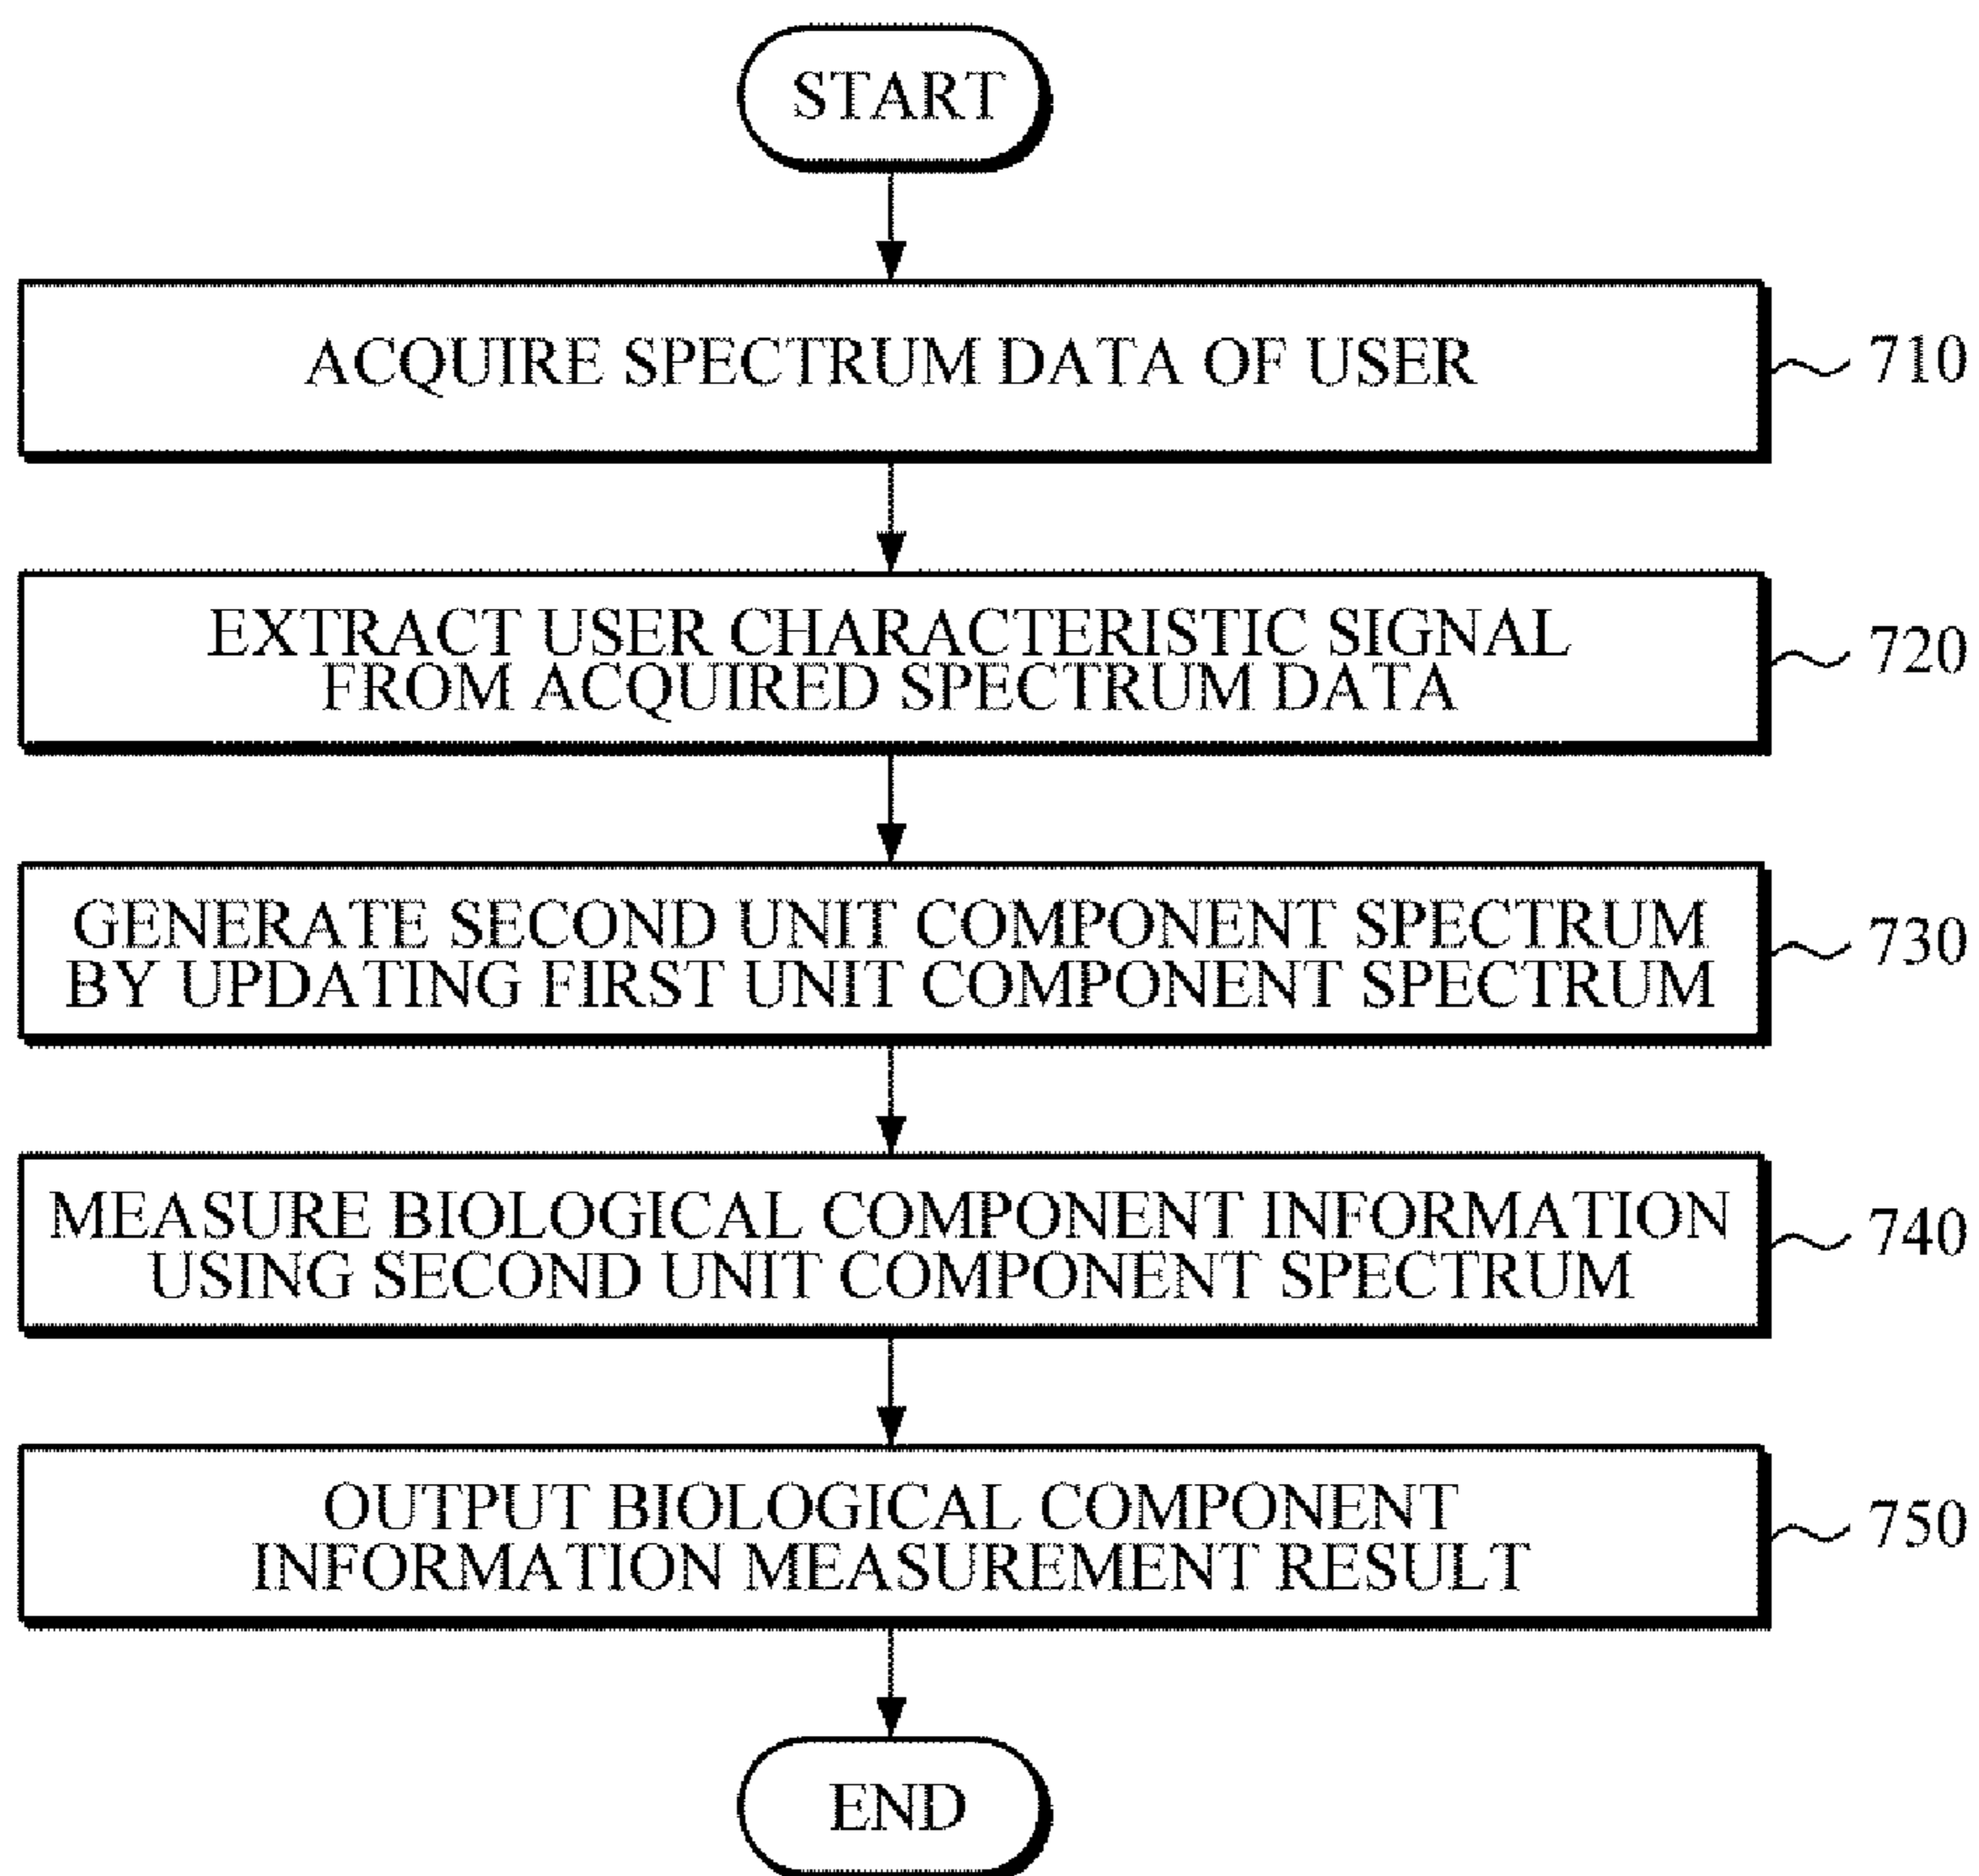 START
ACQUIRE SPECTRUM DATA OF USER
710
EXTRACT USER CHARACTERISTIC SIGNAL
FROM ACQUIRED SPECTRUM DATA
720
GENERATE SECOND UNIT COMPONENT SPECTRUM
BY UPDATING FIRST UNIT COMPONENT SPECTRUM
730
MEASURE BIOLOGICAL COMPONENT INFORMATION
USING SECOND UNIT COMPONENT SPECTRUM
740
OUTPUT BIOLOGICAL COMPONENT
INFORMATION MEASUREMENT RESULT
750
END